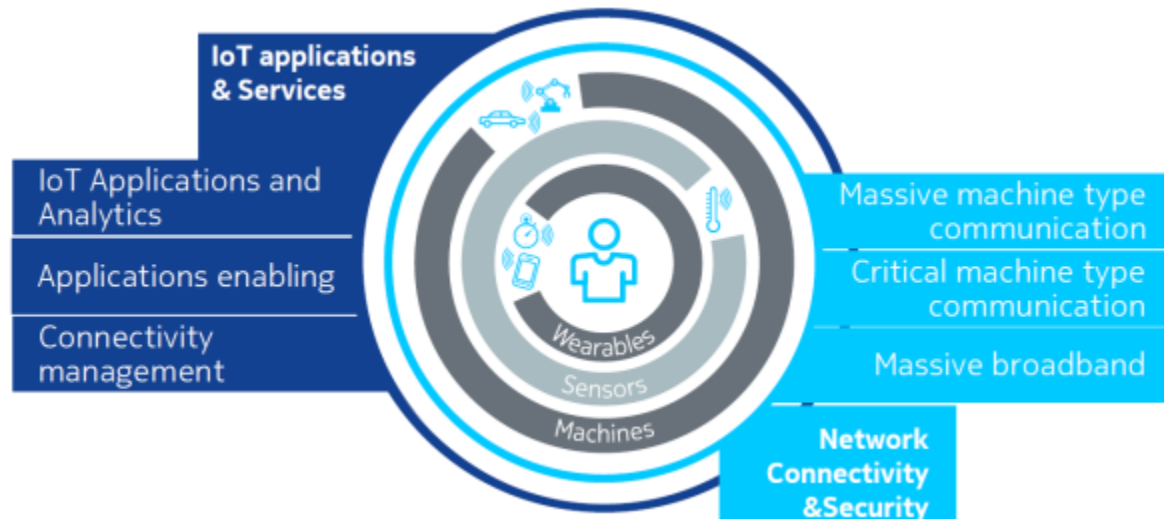 IoT applications
& Services
IoT Applications and
Analytics
Applications enabling
Connectivity
management
Wearables
Sensors
Machines
Massive machine type
communication
Critical machine type
communication
Massive broadband
Network
Connectivity
&Security